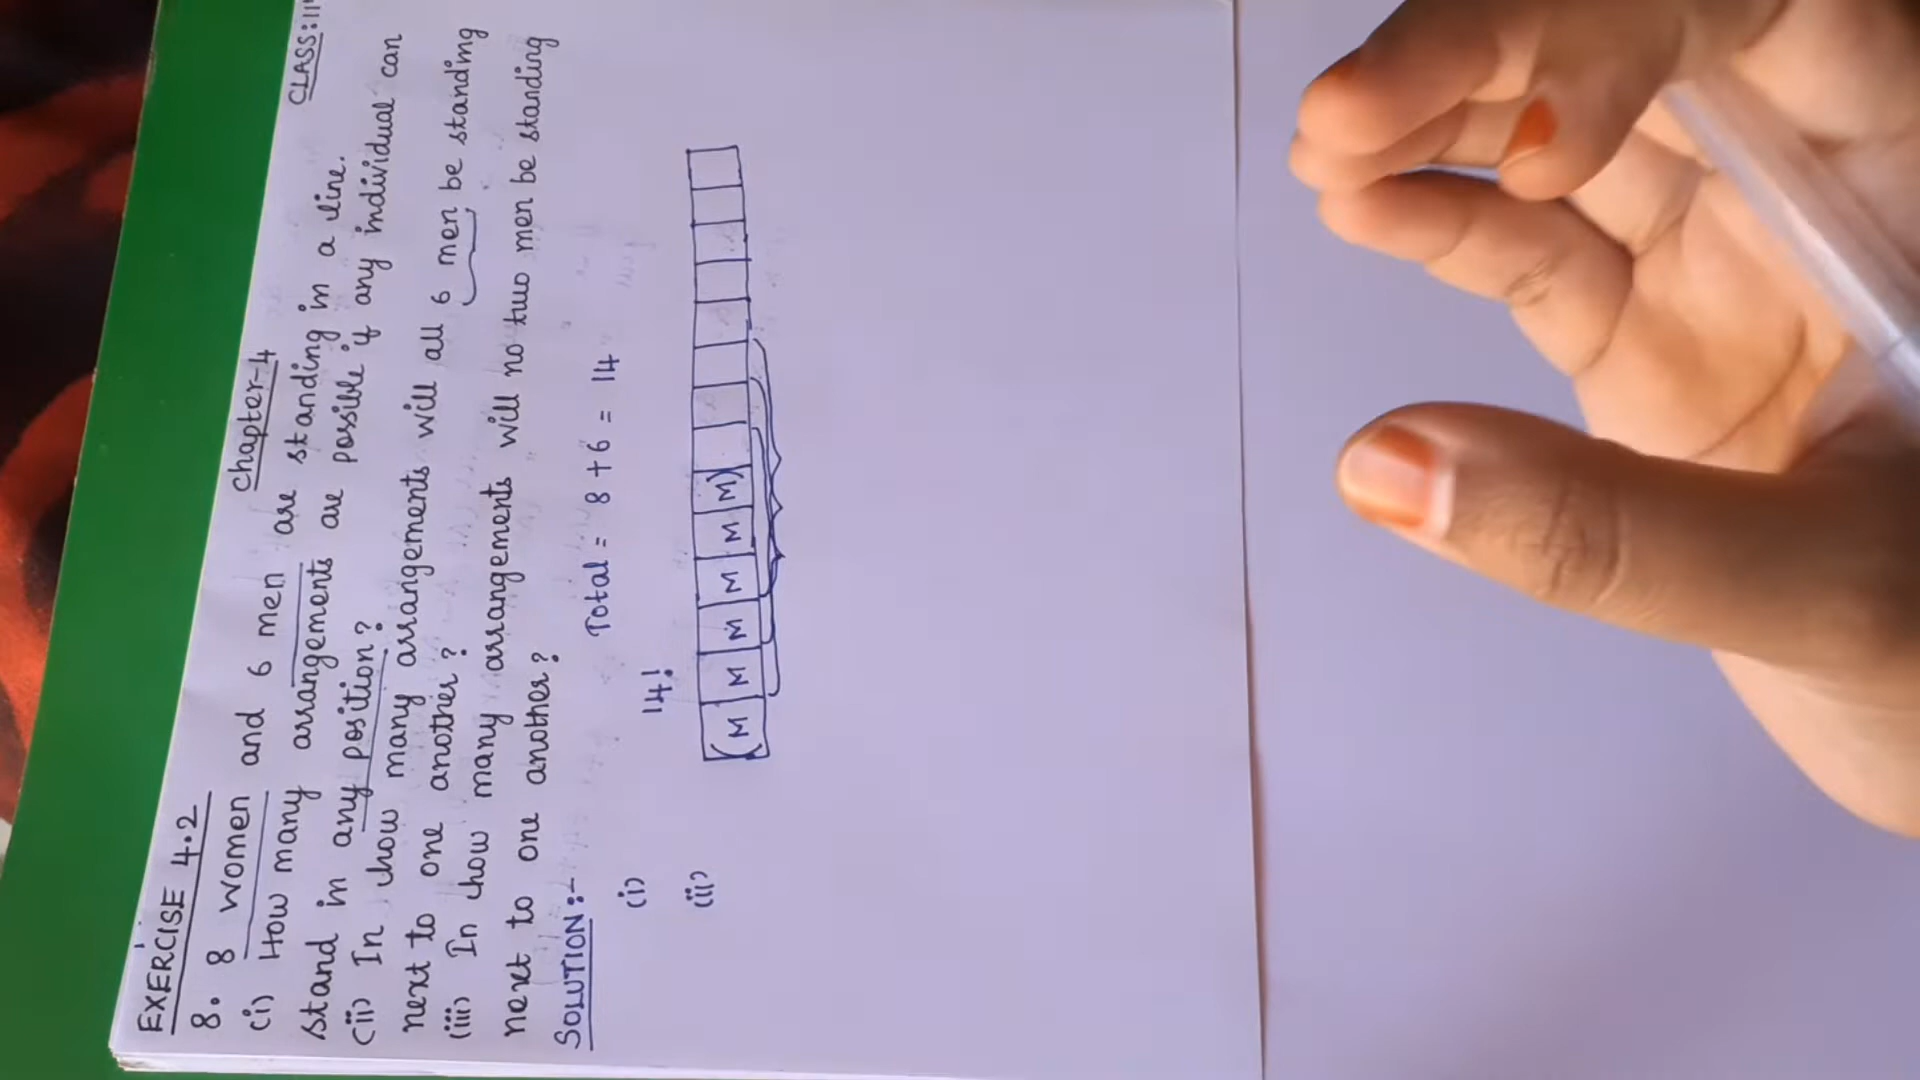 Chapter-4
CLASS:11
EXERCISE 4.2
8. 8 women and 6 men are standing in a line.
(i) How many arrangements are possible if any individual can
stand in any position?
(ii) In how many arrangements will all 6 men be standing
next to one another?
(iii) In how many arrangements will no two men be standing
next to one another?
SOLUTION:-
Total = 8 + 6 = 14
(i) 14!
(ii) (M M M M M M)